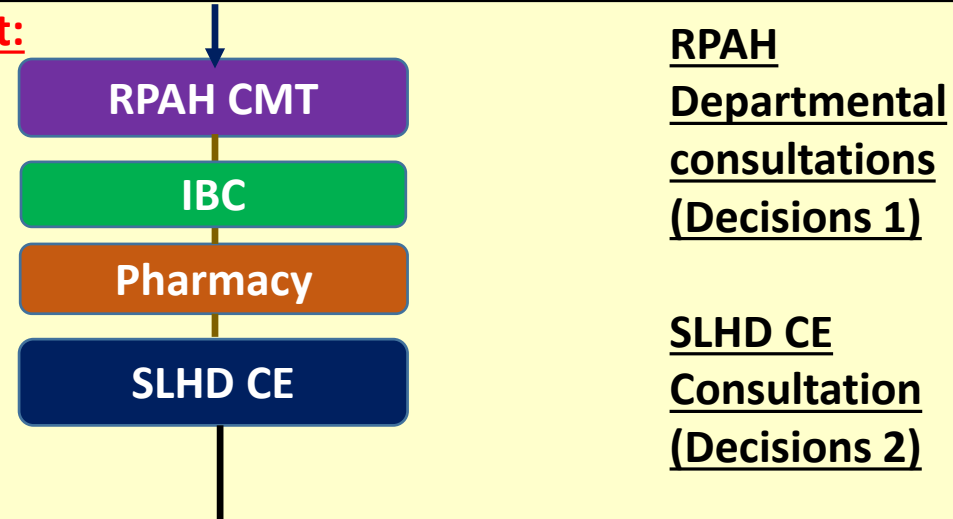 t:
RPAH CMT
IBC
Pharmacy
SLHD CE
RPAH
Departmental
consultations
(Decisions 1)
SLHD CE
Consultation
(Decisions 2)